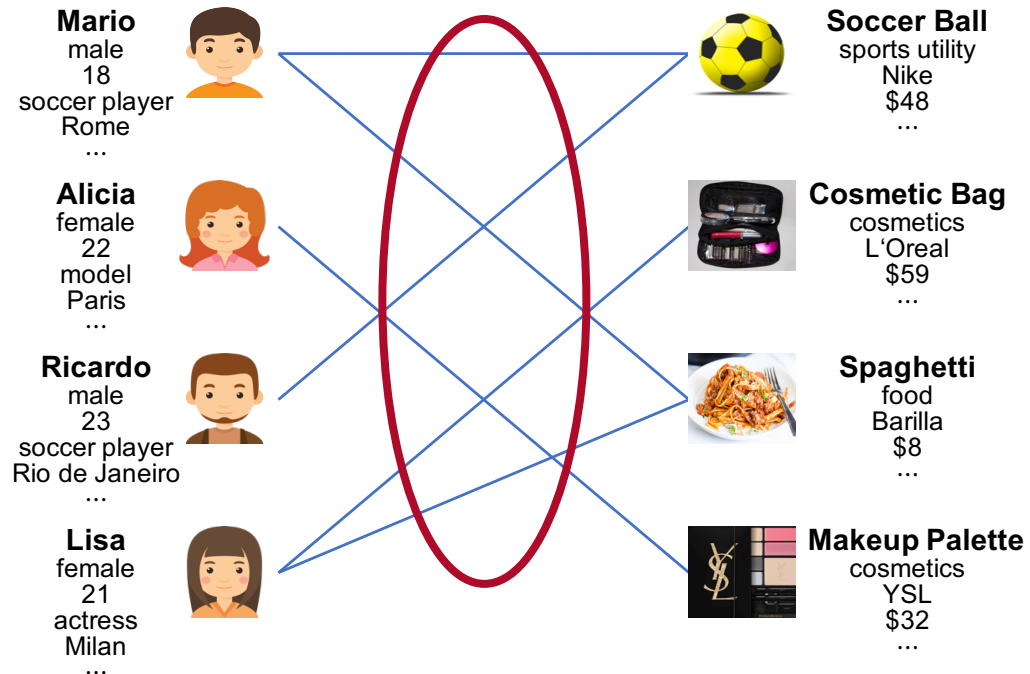 Mario
male
18
soccer player
Rome
...
Alicia
female
22
model
Paris
...
Ricardo
male
23
soccer player
Rio de Janeiro
...
Lisa
female
21
actress
Milan
...
Soccer Ball
sports utility
Nike
$48
...
Cosmetic Bag
cosmetics
L‘Oreal
$59
...
Spaghetti
food
Barilla
$8
...
Makeup Palette
cosmetics
YSL
$32
...
YSL